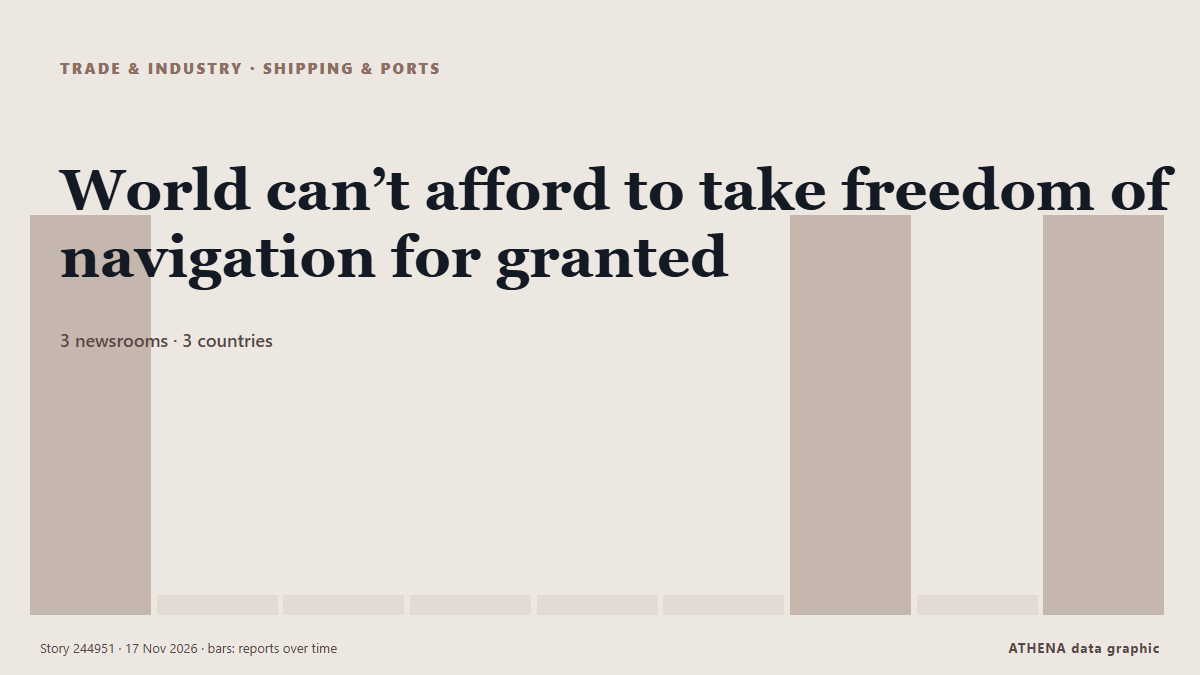 TRADE & INDUSTRY · SHIPPING & PORTS
World can’t afford to take freedom of
navigation for granted
3 newsrooms · 3 countries
Story 244951 · 17 Nov 2026 · bars: reports over time
ATHENA data graphic